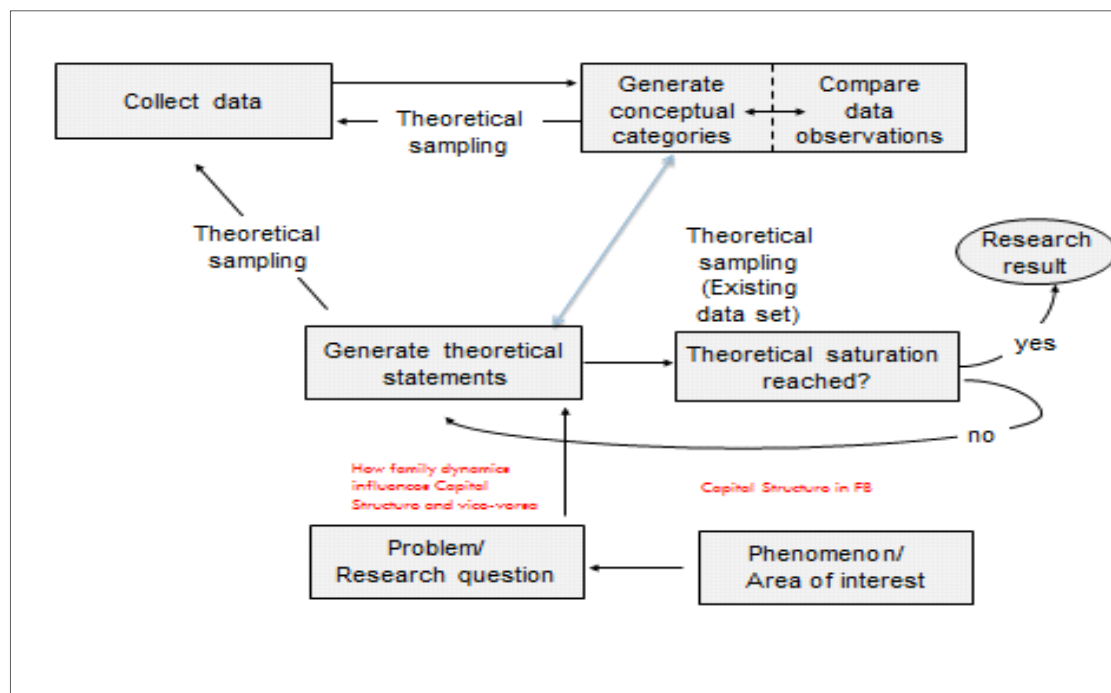 Collect data
Generate
conceptual
categories
Compare
data
observations
Theoretical
sampling
Theoretical
sampling
Theoretical
sampling
(Existing
data set)
Research
result
Generate theoretical
statements
Theoretical saturation
reached?
yes
no
How family dynamics
influences Capital
Structure and vice-versa
Capital Structure in FB
Problem/
Research question
Phenomenon/
Area of interest